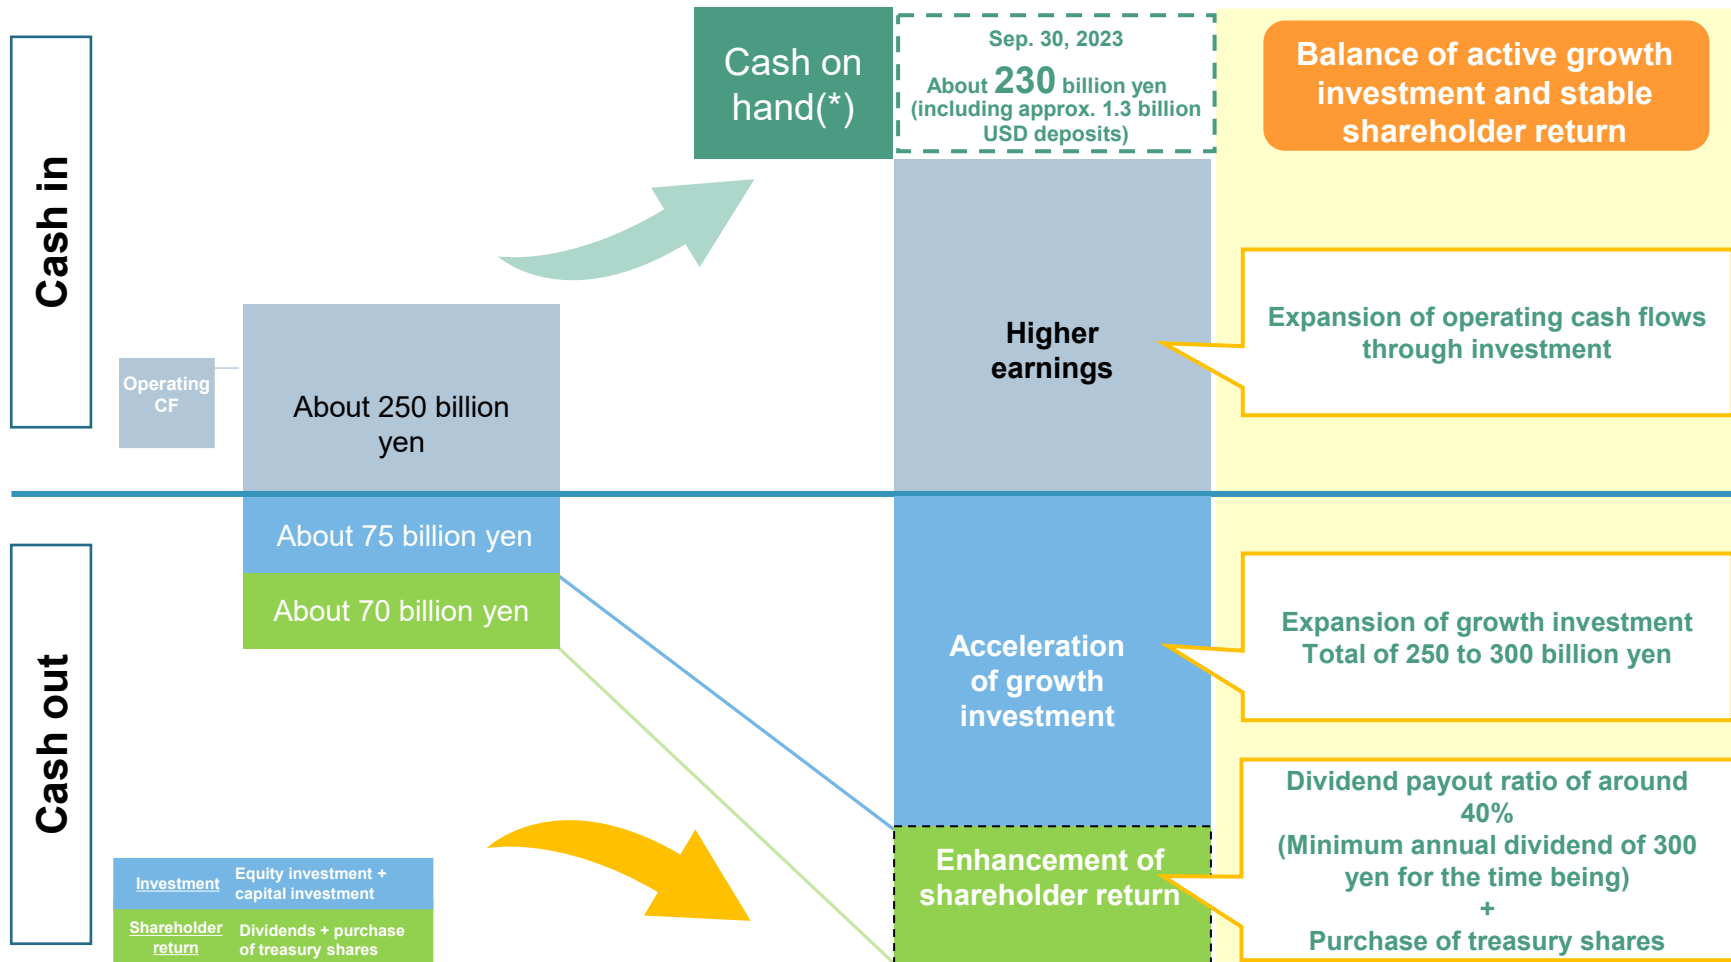 Cash in
Cash on
hand(*)
Sep. 30, 2023
About 230 billion yen
(including approx. 1.3 billion
USD deposits)
Balance of active growth
investment and stable
shareholder return
Operating
CF
About 250 billion
yen
Higher
earnings
Expansion of operating cash flows
through investment
Cash out
About 75 billion yen
About 70 billion yen
Acceleration
of growth
investment
Expansion of growth investment
Total of 250 to 300 billion yen
Enhancement of
shareholder return
Dividend payout ratio of around
40%
(Minimum annual dividend of 300
yen for the time being)
+
Purchase of treasury shares
Investment
Equity investment +
capital investment
Shareholder
return
Dividends + purchase
of treasury shares